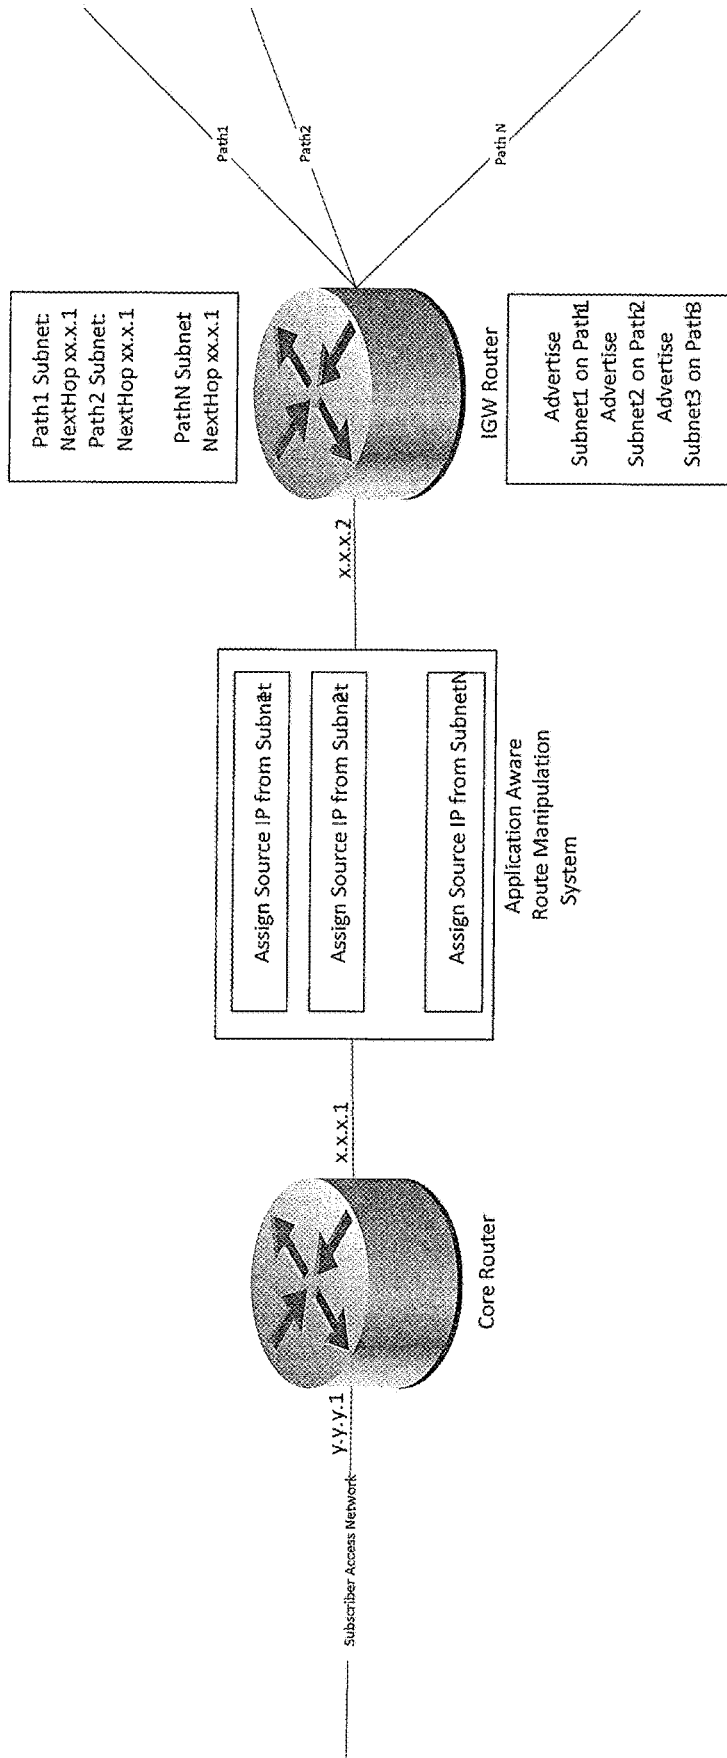 Path1 Subnet:
NextHop xx.x.1
Path2 Subnet:
NextHop xx.x.1
PathN Subnet
NextHop xx.x.1
Subscriber Access Network
y.y.y.1
Core Router
x.x.x.1
Assign Source IP from Subnet1
Assign Source IP from Subnet2
Assign Source IP from SubnetN
Application Aware
Route Manipulation
System
x.x.x.2
IGW Router
Path1
Path2
Path N
Advertise
Subnet1 on Path1
Advertise
Subnet2 on Path2
Advertise
Subnet3 on Path3